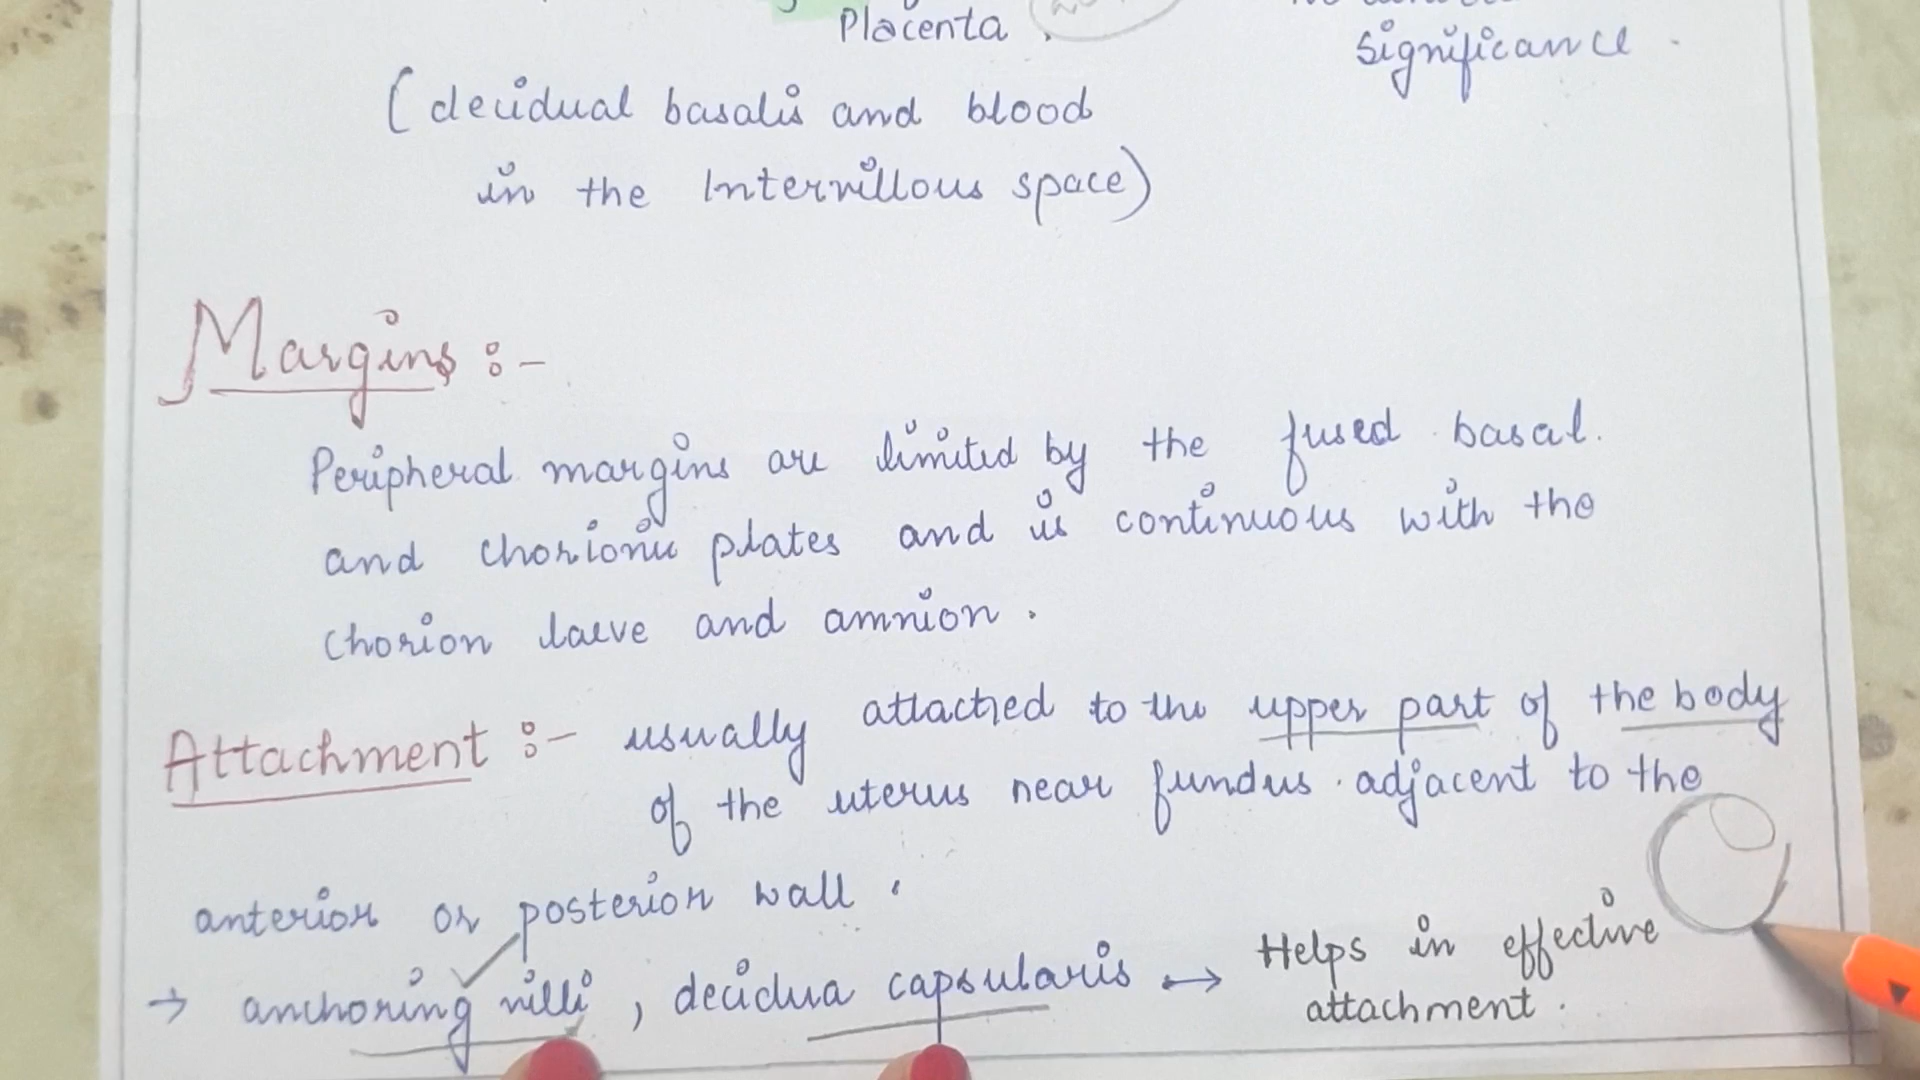 Placenta.
significance.
(decidual basalis and blood
in the Intervillous space)
Margins :-
Peripheral margins are limited by the fused basal.
and chorionic plates and is continuous with the
chorion laeve and amnion.
Attachment :- usually attached to the upper part of the body
of the uterus near fundus. adjacent to the
anterior or posterior wall.
→ anchoring villi, decidua capsularis → Helps in effective
attachment.